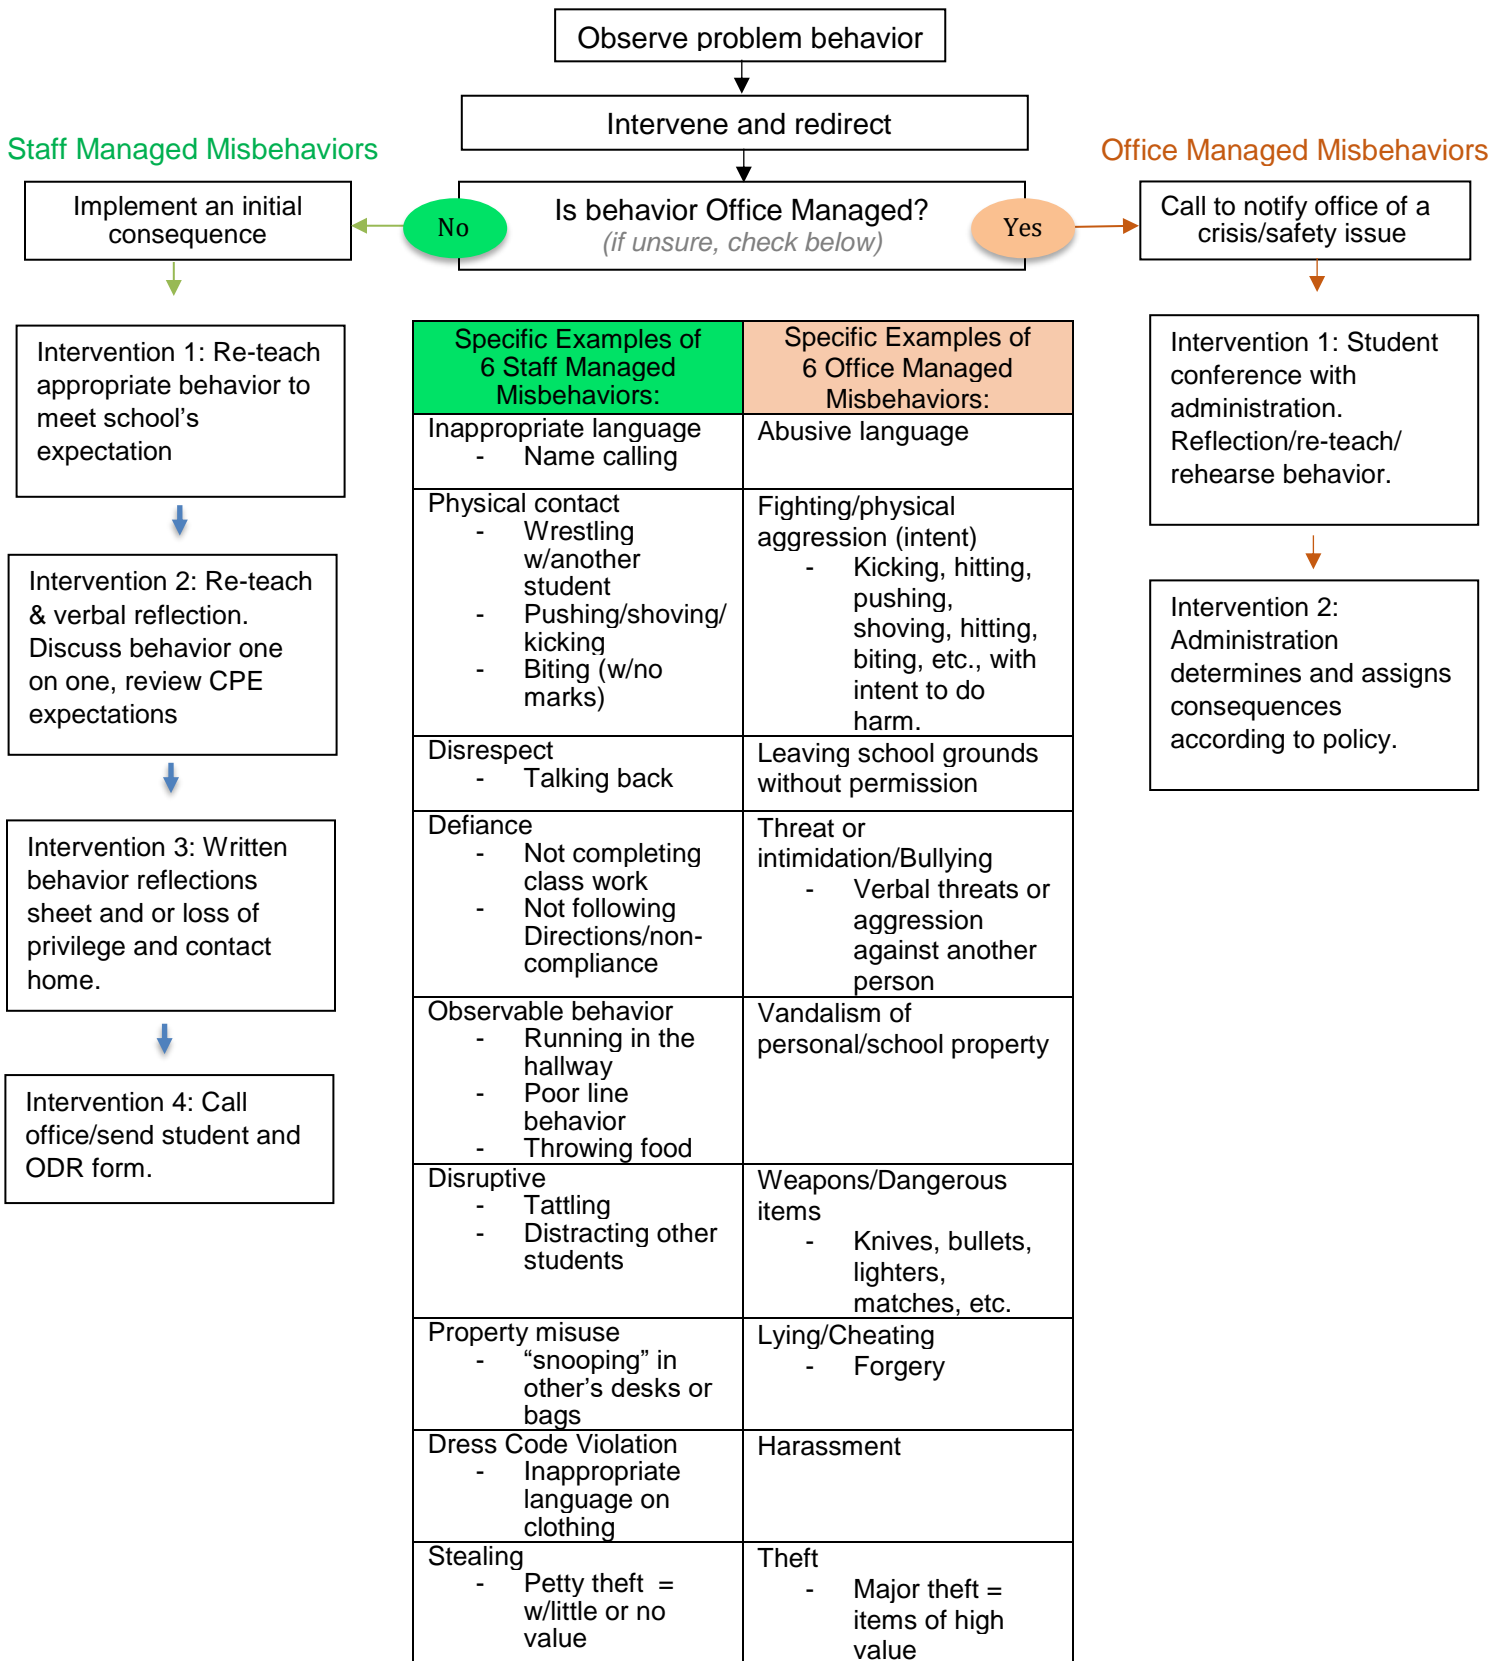 Observe problem behavior
Intervene and redirect
Staff Managed Misbehaviors
Office Managed Misbehaviors
Implement an initial
consequence
No
Is behavior Office Managed?
(if unsure, check below)
Yes
Call to notify office of a
crisis/safety issue
Intervention 1: Re-teach
appropriate behavior to
meet school’s
expectation
Intervention 2: Re-teach
& verbal reflection.
Discuss behavior one
on one, review CPE
expectations
Intervention 3: Written
behavior reflections
sheet and or loss of
privilege and contact
home.
Intervention 4: Call
office/send student and
ODR form.
Specific Examples of
6 Staff Managed
Misbehaviors:
Specific Examples of
6 Office Managed
Misbehaviors:
Inappropriate language
- Name calling
Abusive language
Physical contact
- Wrestling
w/another
student
- Pushing/shoving/
kicking
- Biting (w/no
marks)
Fighting/physical
aggression (intent)
- Kicking, hitting,
pushing,
shoving, hitting,
biting, etc., with
intent to do
harm.
Disrespect
- Talking back
Leaving school grounds
without permission
Defiance
- Not completing
class work
- Not following
Directions/non-
compliance
Threat or
intimidation/Bullying
- Verbal threats or
aggression
against another
person
Observable behavior
- Running in the
hallway
- Poor line
behavior
- Throwing food
Vandalism of
personal/school property
Disruptive
- Tattling
- Distracting other
students
Weapons/Dangerous
items
- Knives, bullets,
lighters,
matches, etc.
Property misuse
- “snooping” in
other’s desks or
bags
Lying/Cheating
- Forgery
Dress Code Violation
- Inappropriate
language on
clothing
Harassment
Stealing
- Petty theft =
w/little or no
value
Theft
- Major theft =
items of high
value
Intervention 1: Student
conference with
administration.
Reflection/re-teach/
rehearse behavior.
Intervention 2:
Administration
determines and assigns
consequences
according to policy.